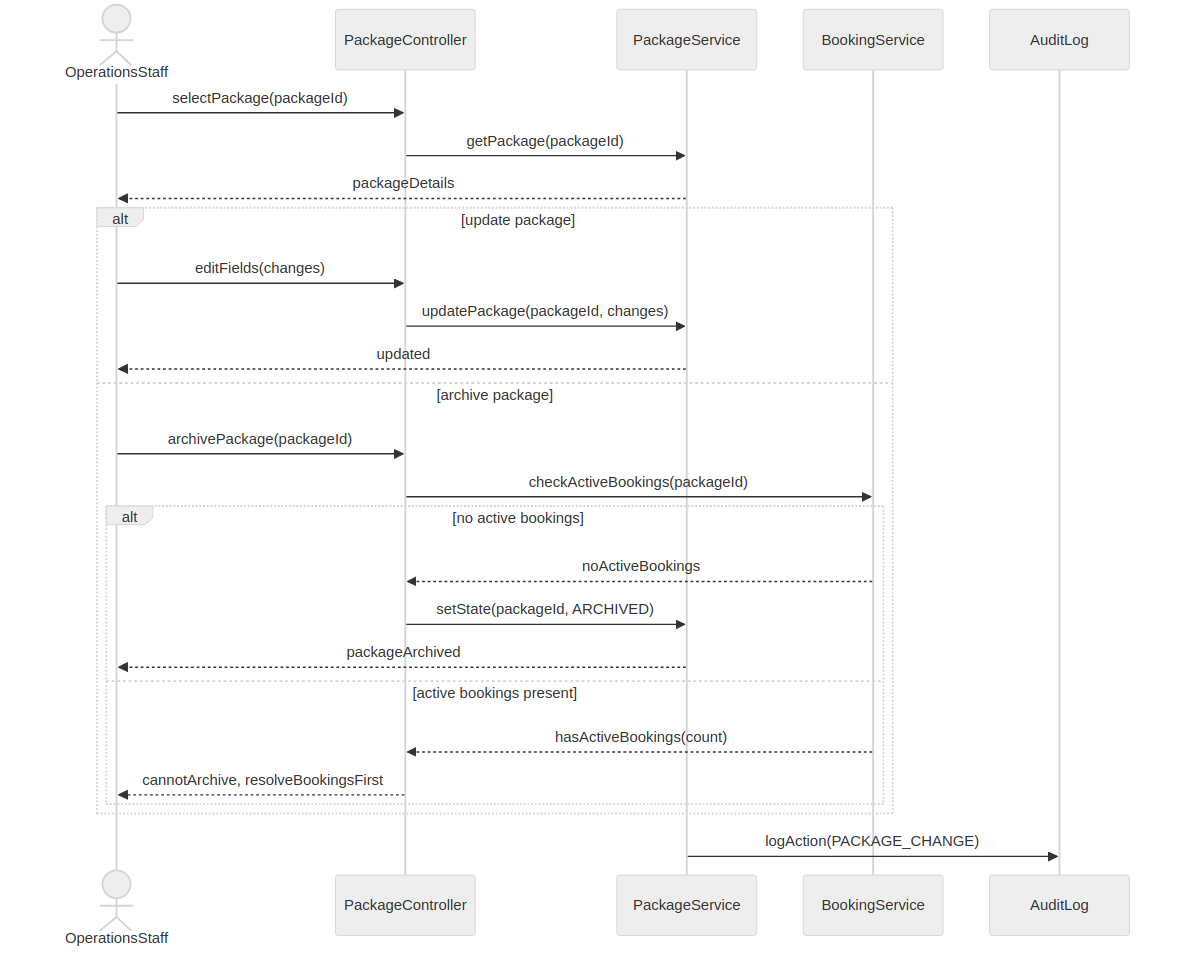 OperationsStaff
PackageController
PackageService
BookingService
AuditLog
selectPackage(packageId)
getPackage(packageId)
packageDetails
alt
[update package]
editFields(changes)
updatePackage(packageId, changes)
updated
[archive package]
archivePackage(packageId)
checkActiveBookings(packageId)
alt
[no active bookings]
noActiveBookings
setState(packageId, ARCHIVED)
packageArchived
[active bookings present]
hasActiveBookings(count)
cannotArchive, resolveBookingsFirst
logAction(PACKAGE_CHANGE)
OperationsStaff
PackageController
PackageService
BookingService
AuditLog